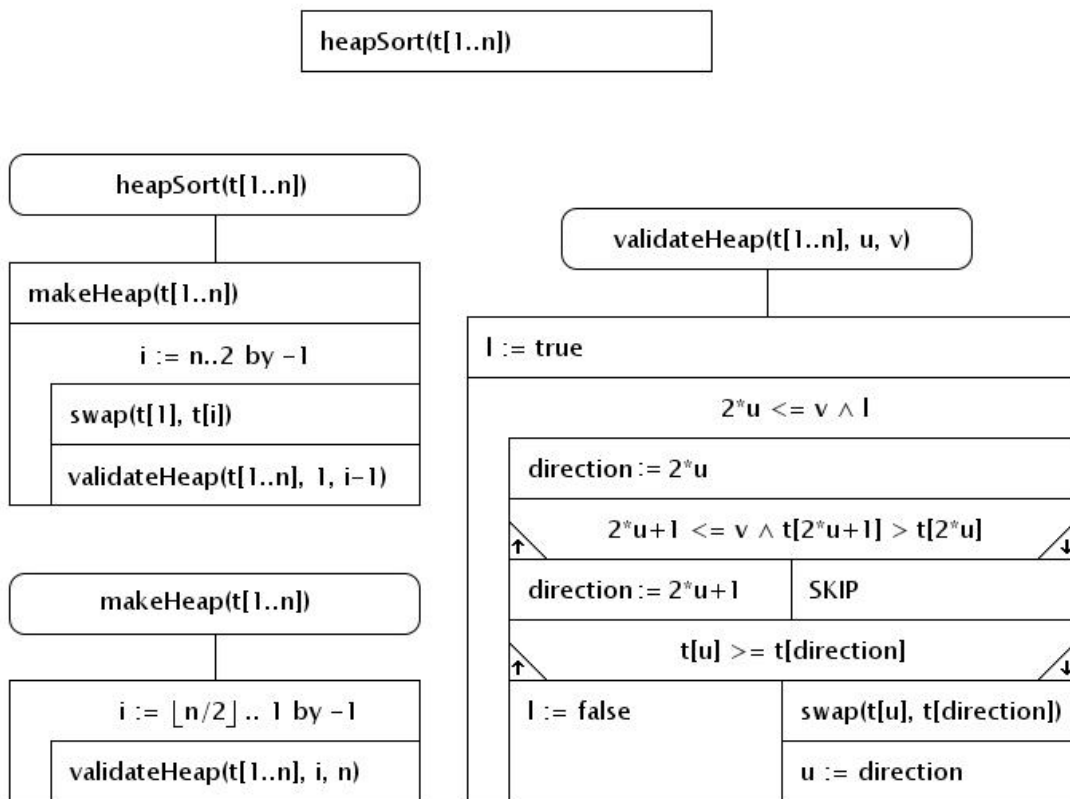 heapSort(t[1..n])
heapSort(t[1..n])
makeHeap(t[1..n])
i := n..2 by -1
swap(t[1], t[i])
validateHeap(t[1..n], 1, i-1)
makeHeap(t[1..n])
i := ⌊n/2⌋ .. 1 by -1
validateHeap(t[1..n], i, n)
validateHeap(t[1..n], u, v)
l := true
2*u <= v ∧ l
direction := 2*u
2*u+1 <= v ∧ t[2*u+1] > t[2*u]
direction := 2*u+1
SKIP
t[u] >= t[direction]
l := false
swap(t[u], t[direction])
u := direction